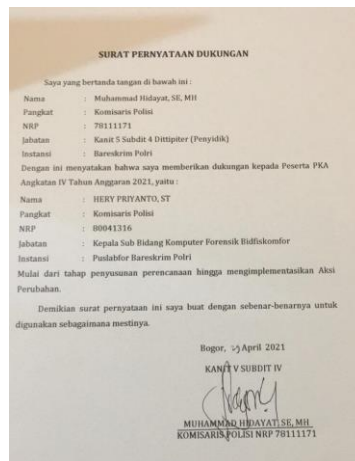 SURAT PERNYATAAN DUKUNGAN
Saya yang bertanda tangan di bawah ini :
Nama : Muhammad Hidayat, SE, MH
Pangkat : Komisaris Polisi
NRP : 78111171
Jabatan : Kanit 5 Subdit 4 Dittipiter (Penyidik)
Instansi : Bareskrim Polri
Dengan ini menyatakan bahwa saya memberikan dukungan kepada Peserta PKA
Angkatan IV Tahun Anggaran 2021, yaitu :
Nama : HERY PRIYANTO, ST
Pangkat : Komisaris Polisi
NRP : 80041316
Jabatan : Kepala Sub Bidang Komputer Forensik Bidfiskomfor
Instansi : Puslabfor Bareskrim Polri
Mulai dari tahap penyusunan perencanaan hingga mengimplementasikan Aksi
Perubahan.
Demikian surat pernyataan ini saya buat dengan sebenar-benarnya untuk
digunakan sebagaimana mestinya.
Bogor, April 2021
KANIT V SUBDIT IV
MUHAMMAD HIDAYAT, SE, MH
KOMISARIS POLISI NRP 78111171